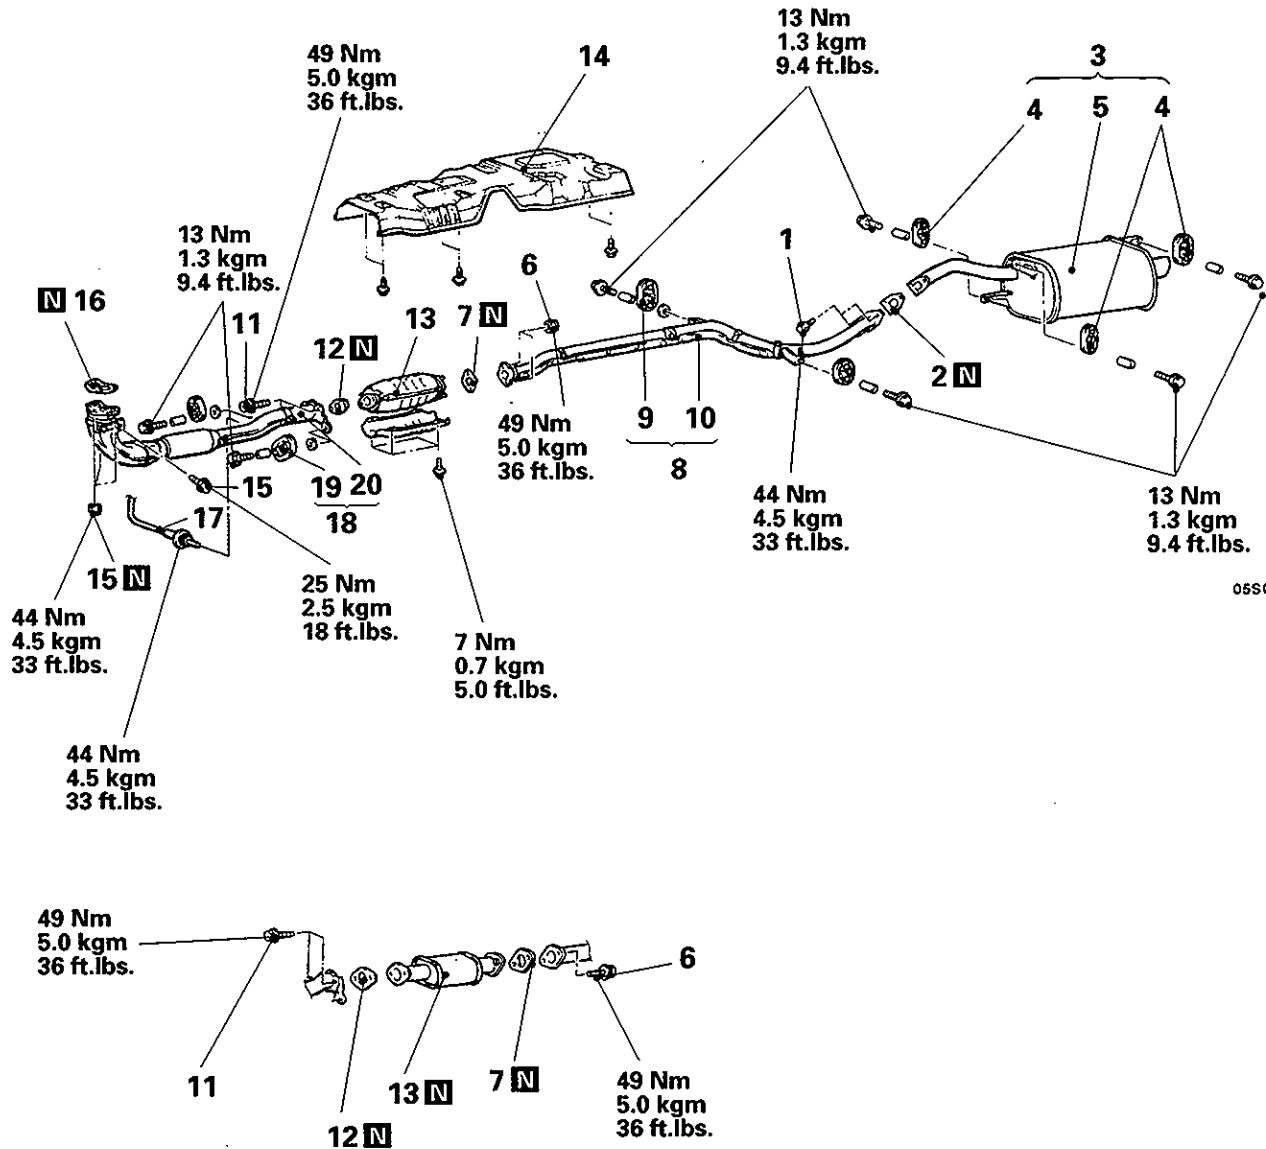 13 Nm
1.3 kgm
9.4 ft.lbs.
49 Nm
5.0 kgm
36 ft.lbs.
14
3
4 5 4
13 Nm
1.3 kgm
9.4 ft.lbs.
1
6
N 16
11
13
7 N
12 N
2 N
49 Nm
5.0 kgm
36 ft.lbs.
9 10
8
15
19 20
18
17
44 Nm
4.5 kgm
33 ft.lbs.
13 Nm
1.3 kgm
9.4 ft.lbs.
15 N
25 Nm
2.5 kgm
18 ft.lbs.
05S
44 Nm
4.5 kgm
33 ft.lbs.
7 Nm
0.7 kgm
5.0 ft.lbs.
44 Nm
4.5 kgm
33 ft.lbs.
49 Nm
5.0 kgm
36 ft.lbs.
6
11
13 N
7 N
12 N
49 Nm
5.0 kgm
36 ft.lbs.